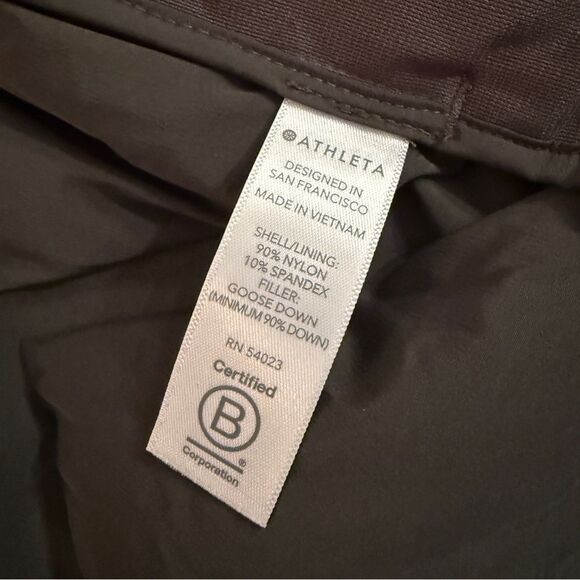 ATHLETA
DESIGNED IN
SAN FRANCISCO
MADE IN VIETNAM
SHELL/LINING:
90% NYLON
10% SPANDEX
FILLER:
GOOSE DOWN
(MINIMUM 90% DOWN)
RN 54023
Certified
B
®
Corporation